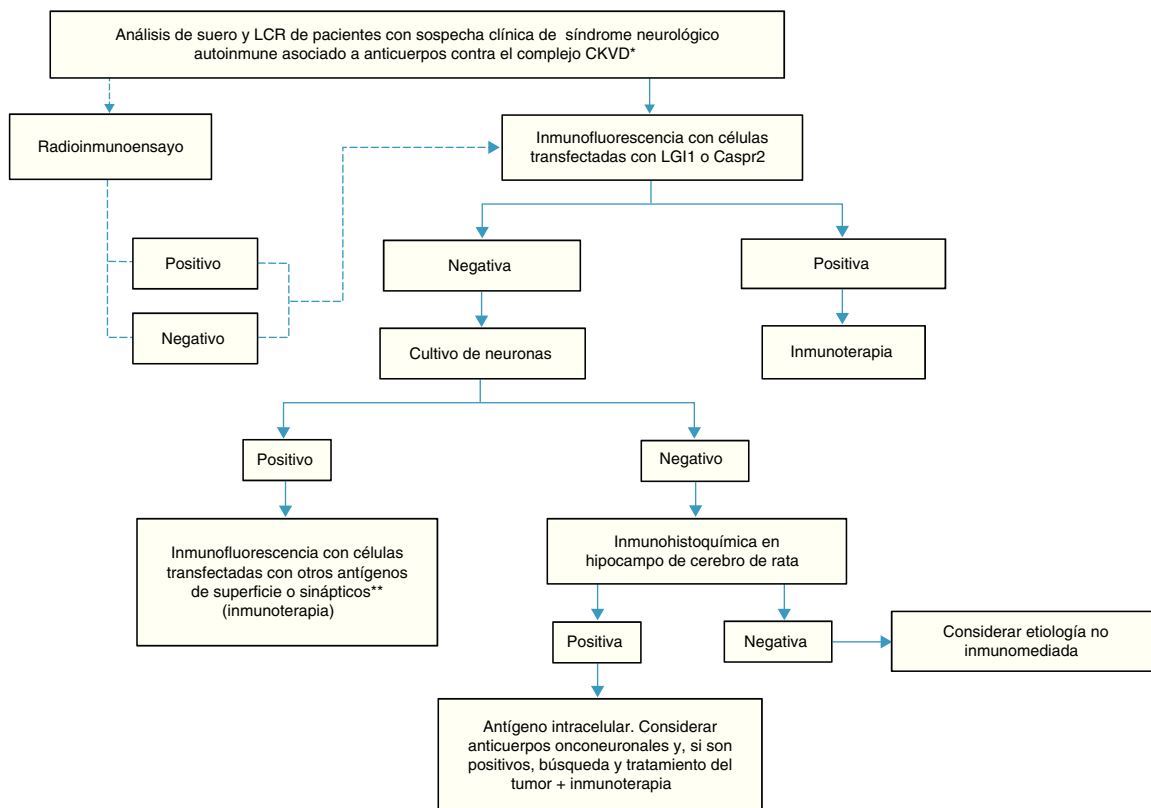 Análisis de suero y LCR de pacientes con sospecha clínica de síndrome neurológico
autoinmune asociado a anticuerpos contra el complejo CKVD*
Radioinmunoensayo
Inmunofluorescencia con células
transfectadas con LGI1 o Caspr2
Positivo
Negativo
Negativa
Positiva
Cultivo de neuronas
Inmunoterapia
Positivo
Negativo
Inmunofluorescencia con células
transfectadas con otros antígenos
de superficie o sinápticos**
(inmunoterapia)
Inmunohistoquímica en
hipocampo de cerebro de rata
Positiva
Negativa
Considerar etiología no
inmunomediada
Antígeno intracelular. Considerar
anticuerpos onconeuronales y, si son
positivos, búsqueda y tratamiento del
tumor + inmunoterapia